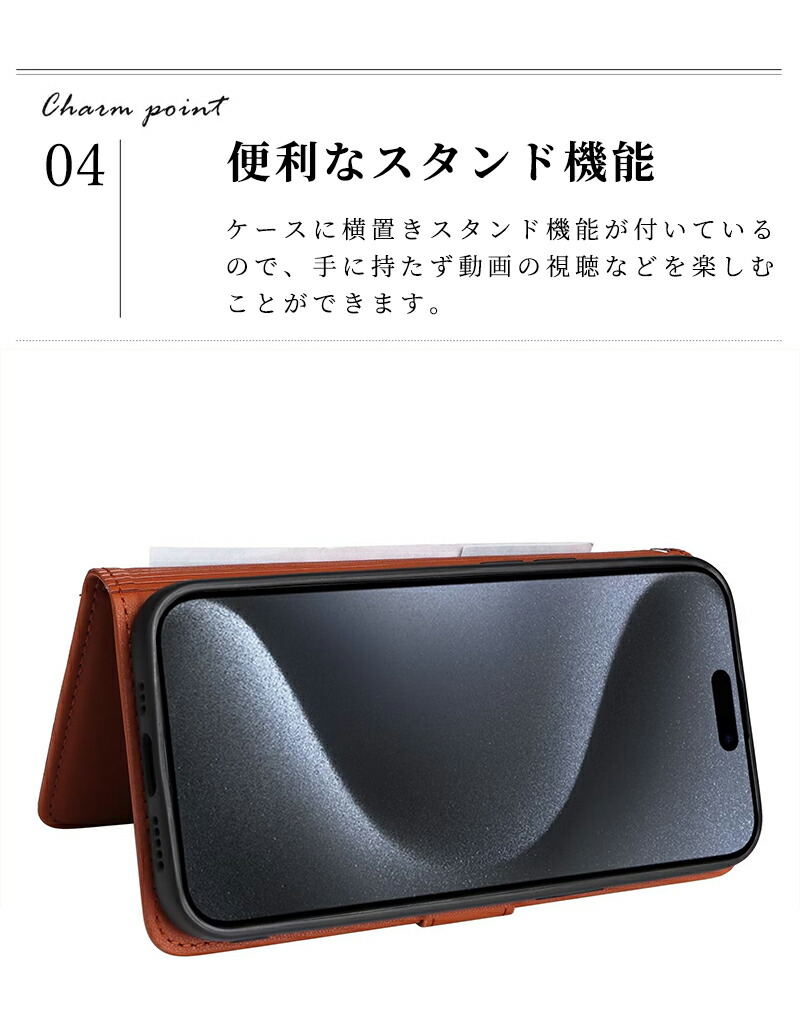 Charm point
04
便利なスタンド機能
ケースに横置きスタンド機能が付いている
ので、手に持たず動画の視聴などを楽しむ
ことができます。